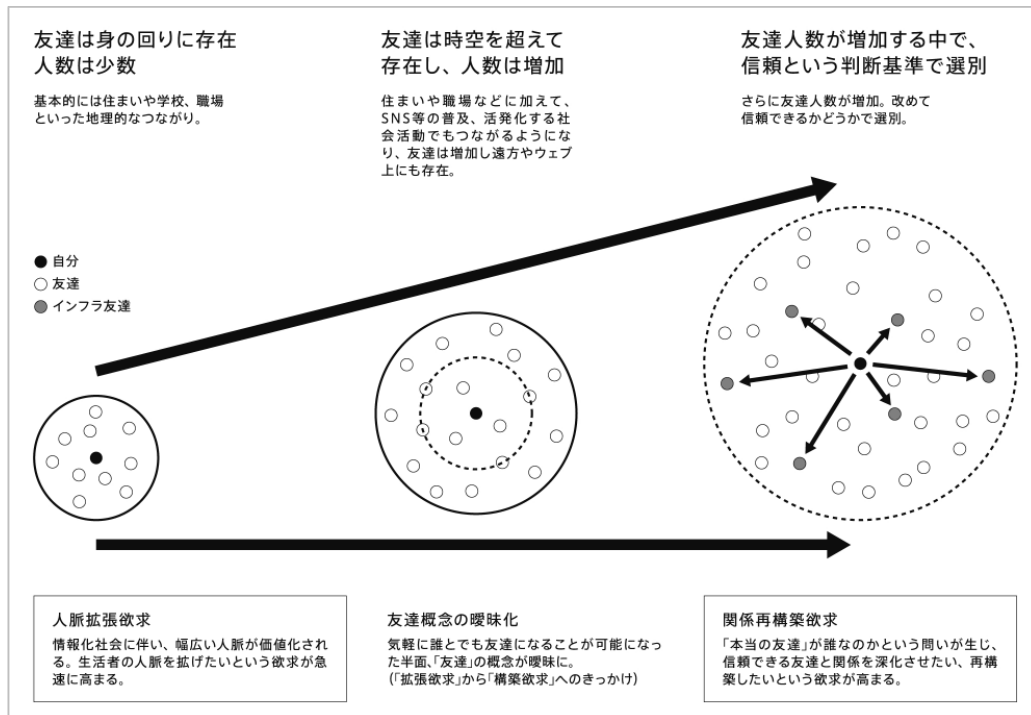 友達は身の回りに存在
人数は少数
基本的には住まいや学校、職場
といった地理的なつながり。
友達は時空を超えて
存在し、人数は増加
住まいや職場などに加えて、
SNS等の普及、活発化する社
会活動でもつながるようにな
り、友達は増加し遠方やウェブ
上にも存在。
友達人数が増加する中で、
信頼という判断基準で選別
さらに友達人数が増加。改めて
信頼できるかどうかで選別。
自分
友達
インフラ友達
人脈拡張欲求
情報化社会に伴い、幅広い人脈が価値化され
る。生活者の人脈を拡げたいという欲求が急
速に高まる。
友達概念の曖昧化
気軽に誰とでも友達になることが可能になっ
た半面、「友達」の概念が曖昧に。
(「拡張欲求」から「構築欲求」へのきっかけ)
関係再構築欲求
「本当の友達」が誰なのかという問いが生じ、
信頼できる友達と関係を深化させたい、再構
築したいという欲求が高まる。